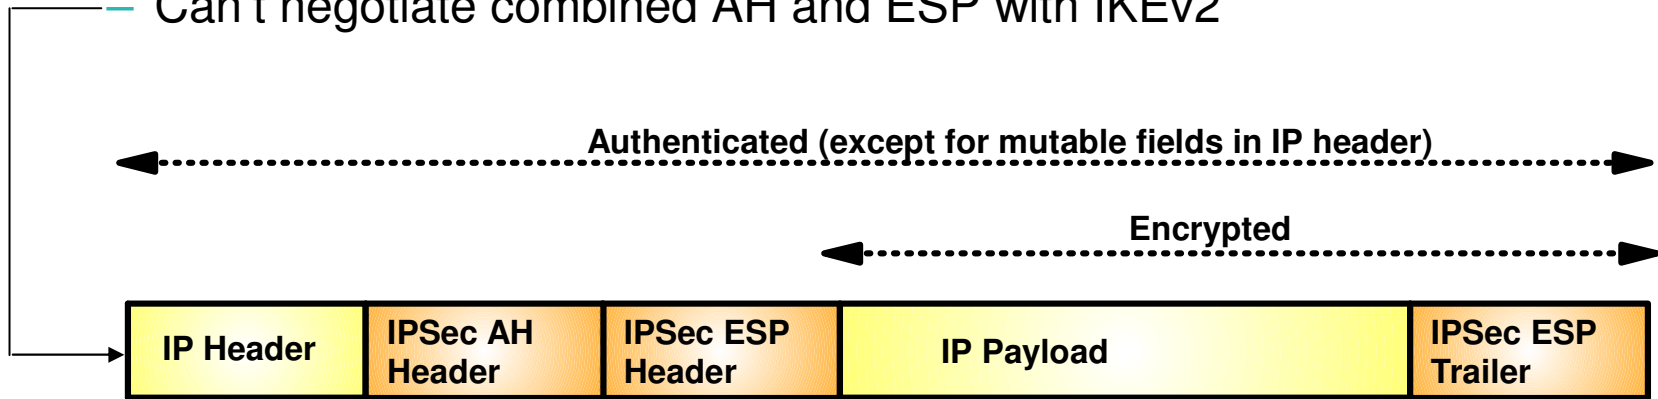 – Can't negotiate combined AH and ESP with IKEv2
Authenticated (except for mutable fields in IP header)
Encrypted
IP Header
IPSec AH
Header
IPSec ESP
Header
IP Payload
IPSec ESP
Trailer